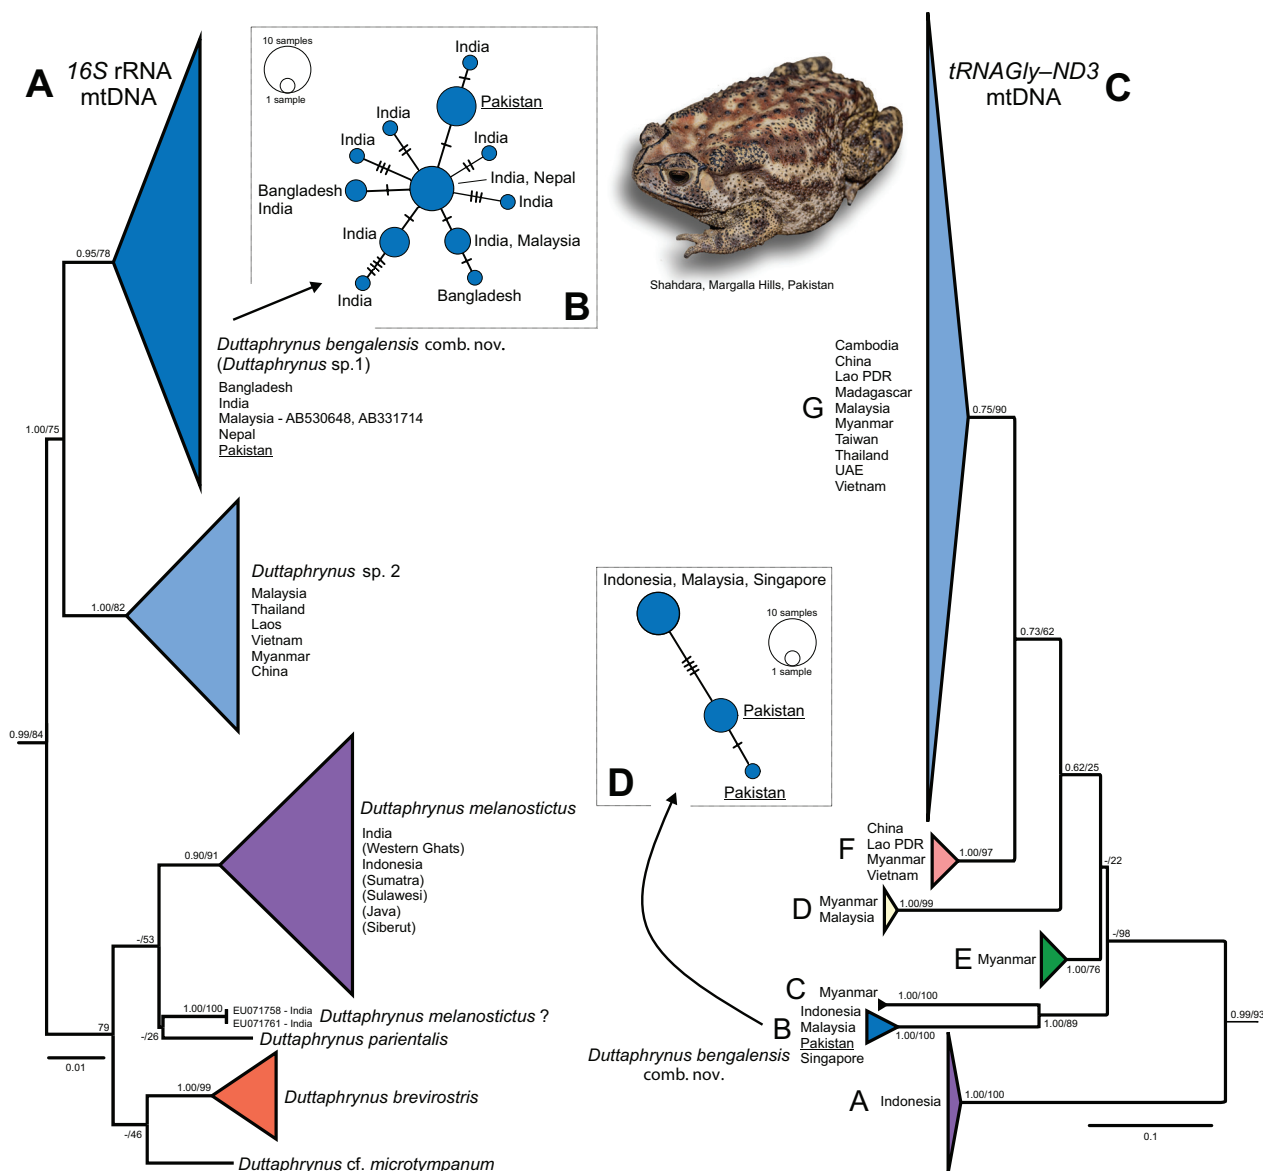 A
16S rRNA
mtDNA
0.95/78
1.00/75
1.00/82
0.99/84
10 samples
1 sample
India
Pakistan
India
India
India
India, Nepal
Bangladesh
India
India
India
India, Malaysia
India
Bangladesh
B
Duttaphrynus bengalensis comb. nov.
(Duttaphrynus sp.1)
Bangladesh
India
Malaysia - AB530648, AB331714
Nepal
Pakistan
Duttaphrynus sp. 2
Malaysia
Thailand
Laos
Vietnam
Myanmar
China
Duttaphrynus melanostictus
India
(Western Ghats)
Indonesia
(Sumatra)
(Sulawesi)
(Java)
(Siberut)
0.90/91
-/53
1.00/100
EU071758 - India
EU071761 - India
Duttaphrynus melanostictus ?
-/26
Duttaphrynus parientalis
79
0.01
1.00/99
Duttaphrynus brevirostris
-/46
Duttaphrynus cf. microtympanum
Shahdara, Margalla Hills, Pakistan
tRNAGly–ND3
mtDNA
C
G
Cambodia
China
Lao PDR
Madagascar
Malaysia
Myanmar
Taiwan
Thailand
UAE
Vietnam
0.75/90
0.73/62
0.62/25
-/22
-/98
0.99/93
Indonesia, Malaysia, Singapore
10 samples
1 sample
Pakistan
Pakistan
D
F
China
Lao PDR
Myanmar
Vietnam
1.00/97
D
Myanmar
Malaysia
1.00/99
E
Myanmar
1.00/76
C
Myanmar
1.00/100
B
Indonesia
Malaysia
Pakistan
Singapore
1.00/100
1.00/89
Duttaphrynus bengalensis
comb. nov.
A
Indonesia
1.00/100
0.1